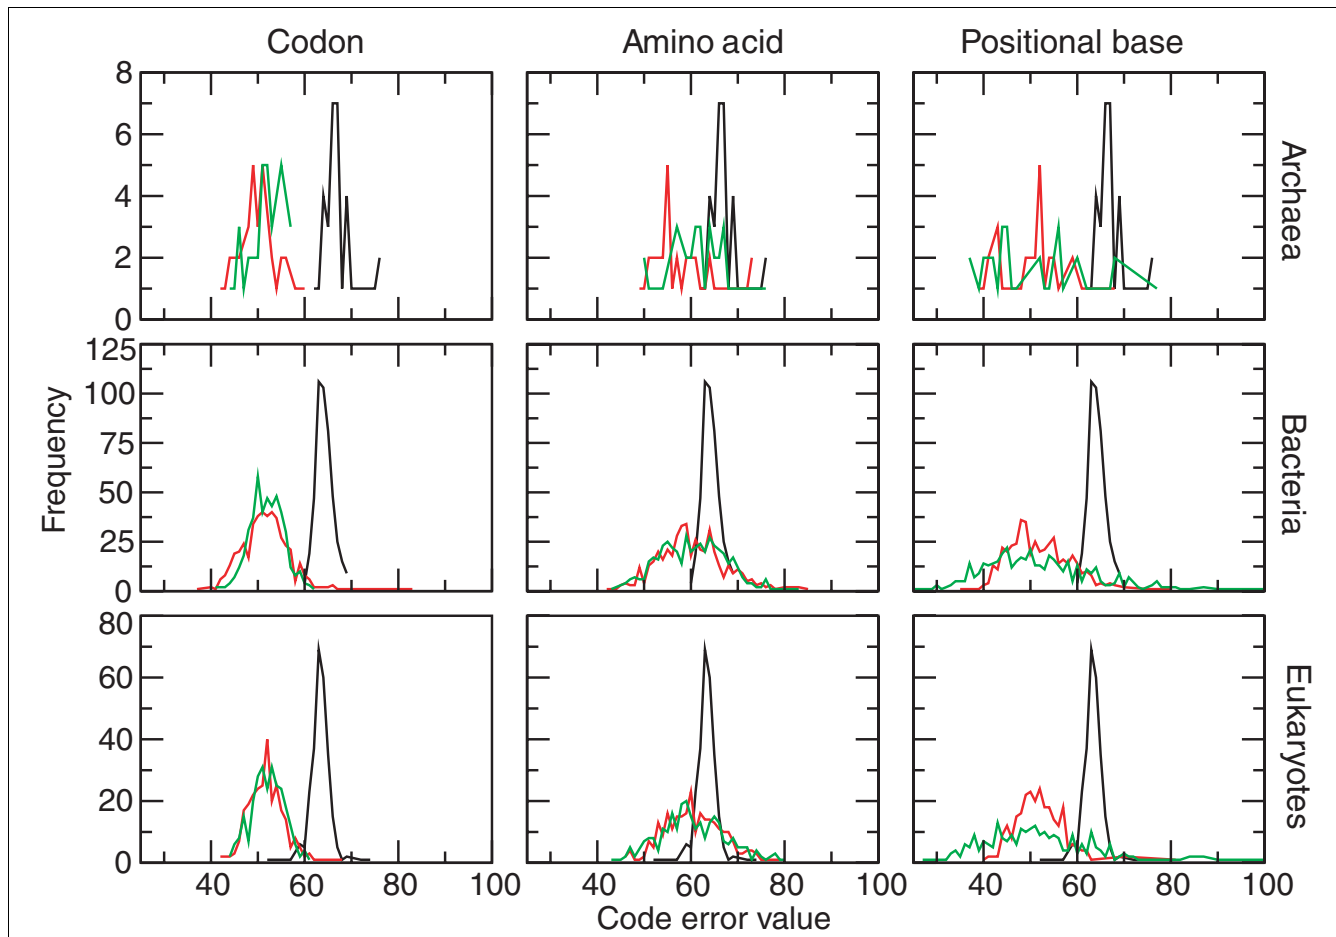 Codon Amino acid Positional base
8
6
4
2
0
Archaea
125
100
75
50
25
0
Bacteria
80
60
40
20
0
Eukaryotes
Frequency
40 60 80 100 40 60 80 100 40 60 80 100
Code error value